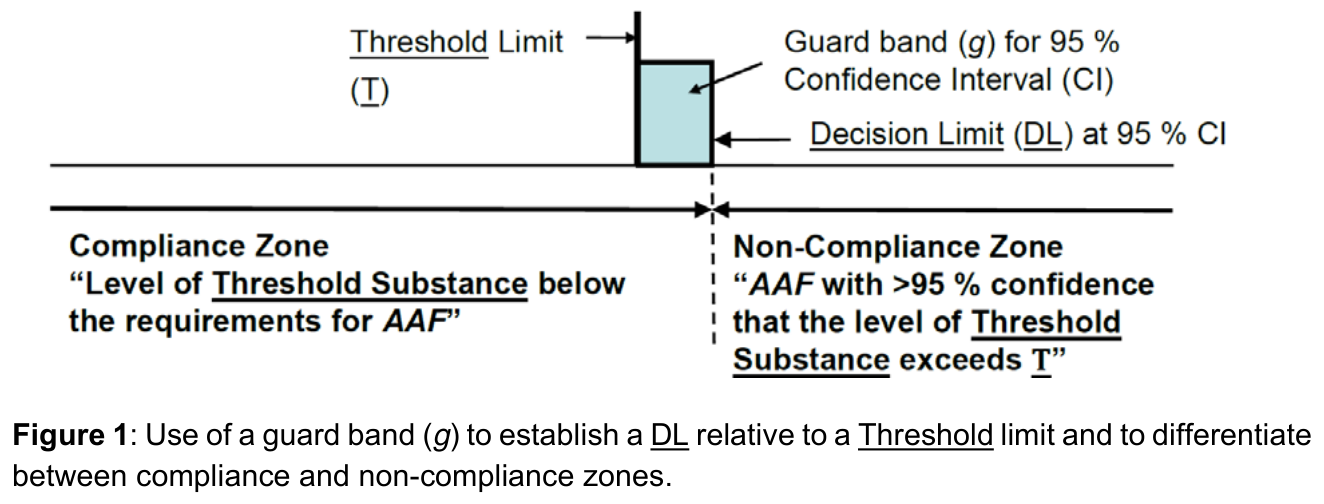 Threshold Limit
(T)
Guard band (g) for 95 %
Confidence Interval (CI)
Decision Limit (DL) at 95 % CI
Compliance Zone
“Level of Threshold Substance below
the requirements for AAF”
Non-Compliance Zone
“AAF with >95 % confidence
that the level of Threshold
Substance exceeds T”
Figure 1: Use of a guard band (g) to establish a DL relative to a Threshold limit and to differentiate
between compliance and non-compliance zones.